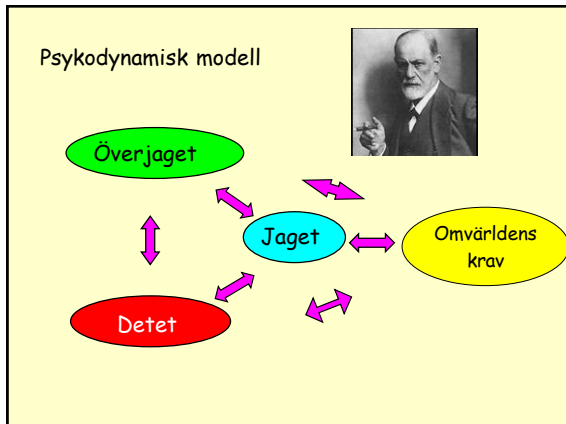 Psykodynamisk modell
Överjaget
Jaget
Omvärldens
krav
Detet